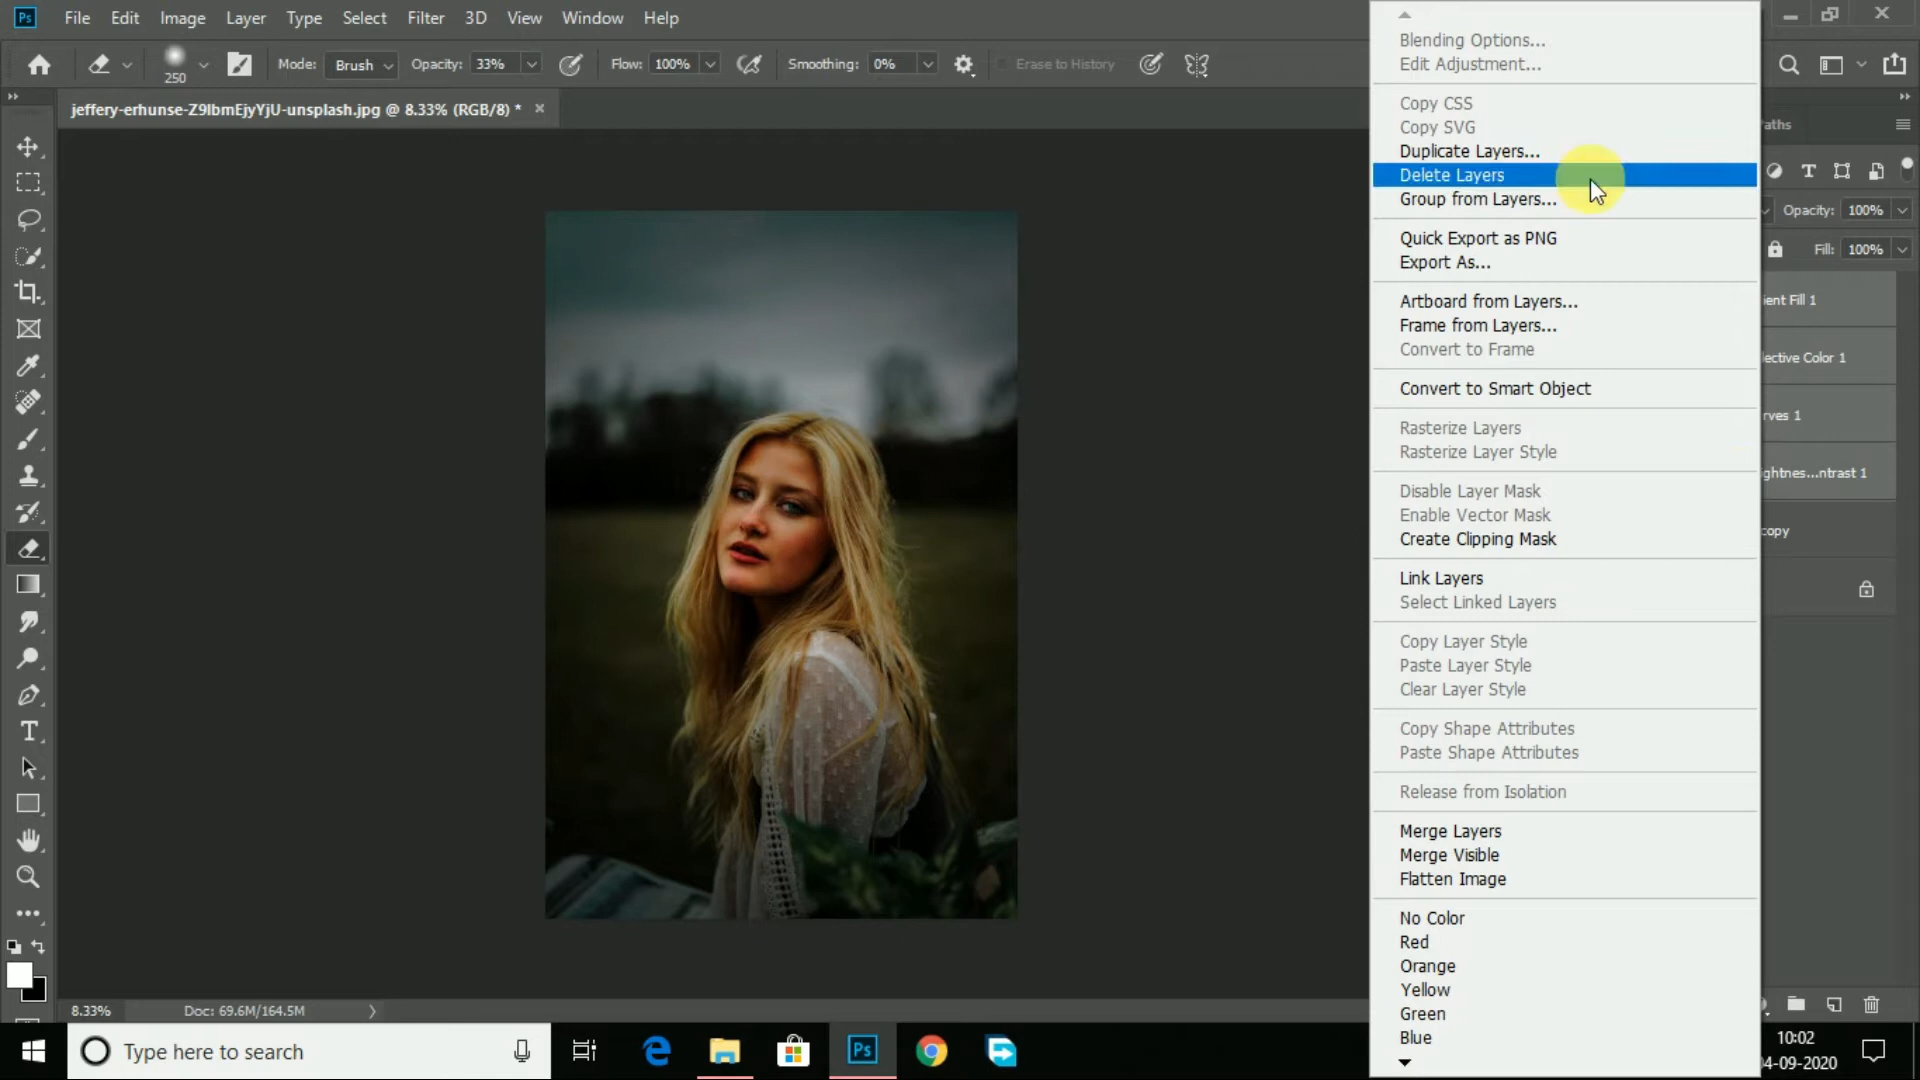 Ps File Edit Image Layer Type Select Filter 3D View Window Help
250 Mode: Brush Opacity: 33% Flow: 100% Smoothing: 0% Erase to History
jeffery-erhunse-Z9lbmEjyYjU-unsplash.jpg @ 8.33% (RGB/8) * ×
Blending Options...
Edit Adjustment...
Copy CSS
Copy SVG
Duplicate Layers...
Delete Layers
Group from Layers...
Quick Export as PNG
Export As...
Artboard from Layers...
Frame from Layers...
Convert to Frame
Convert to Smart Object
Rasterize Layers
Rasterize Layer Style
Disable Layer Mask
Enable Vector Mask
Create Clipping Mask
Link Layers
Select Linked Layers
Copy Layer Style
Paste Layer Style
Clear Layer Style
Copy Shape Attributes
Paste Shape Attributes
Release from Isolation
Merge Layers
Merge Visible
Flatten Image
No Color
Red
Orange
Yellow
Green
Blue
aths
Opacity: 100%
Fill: 100%
ient Fill 1
lective Color 1
rves 1
ightnes...ntrast 1
copy
8.33% Doc: 69.6M/164.5M
Type here to search
Ps
10:02
04-09-2020